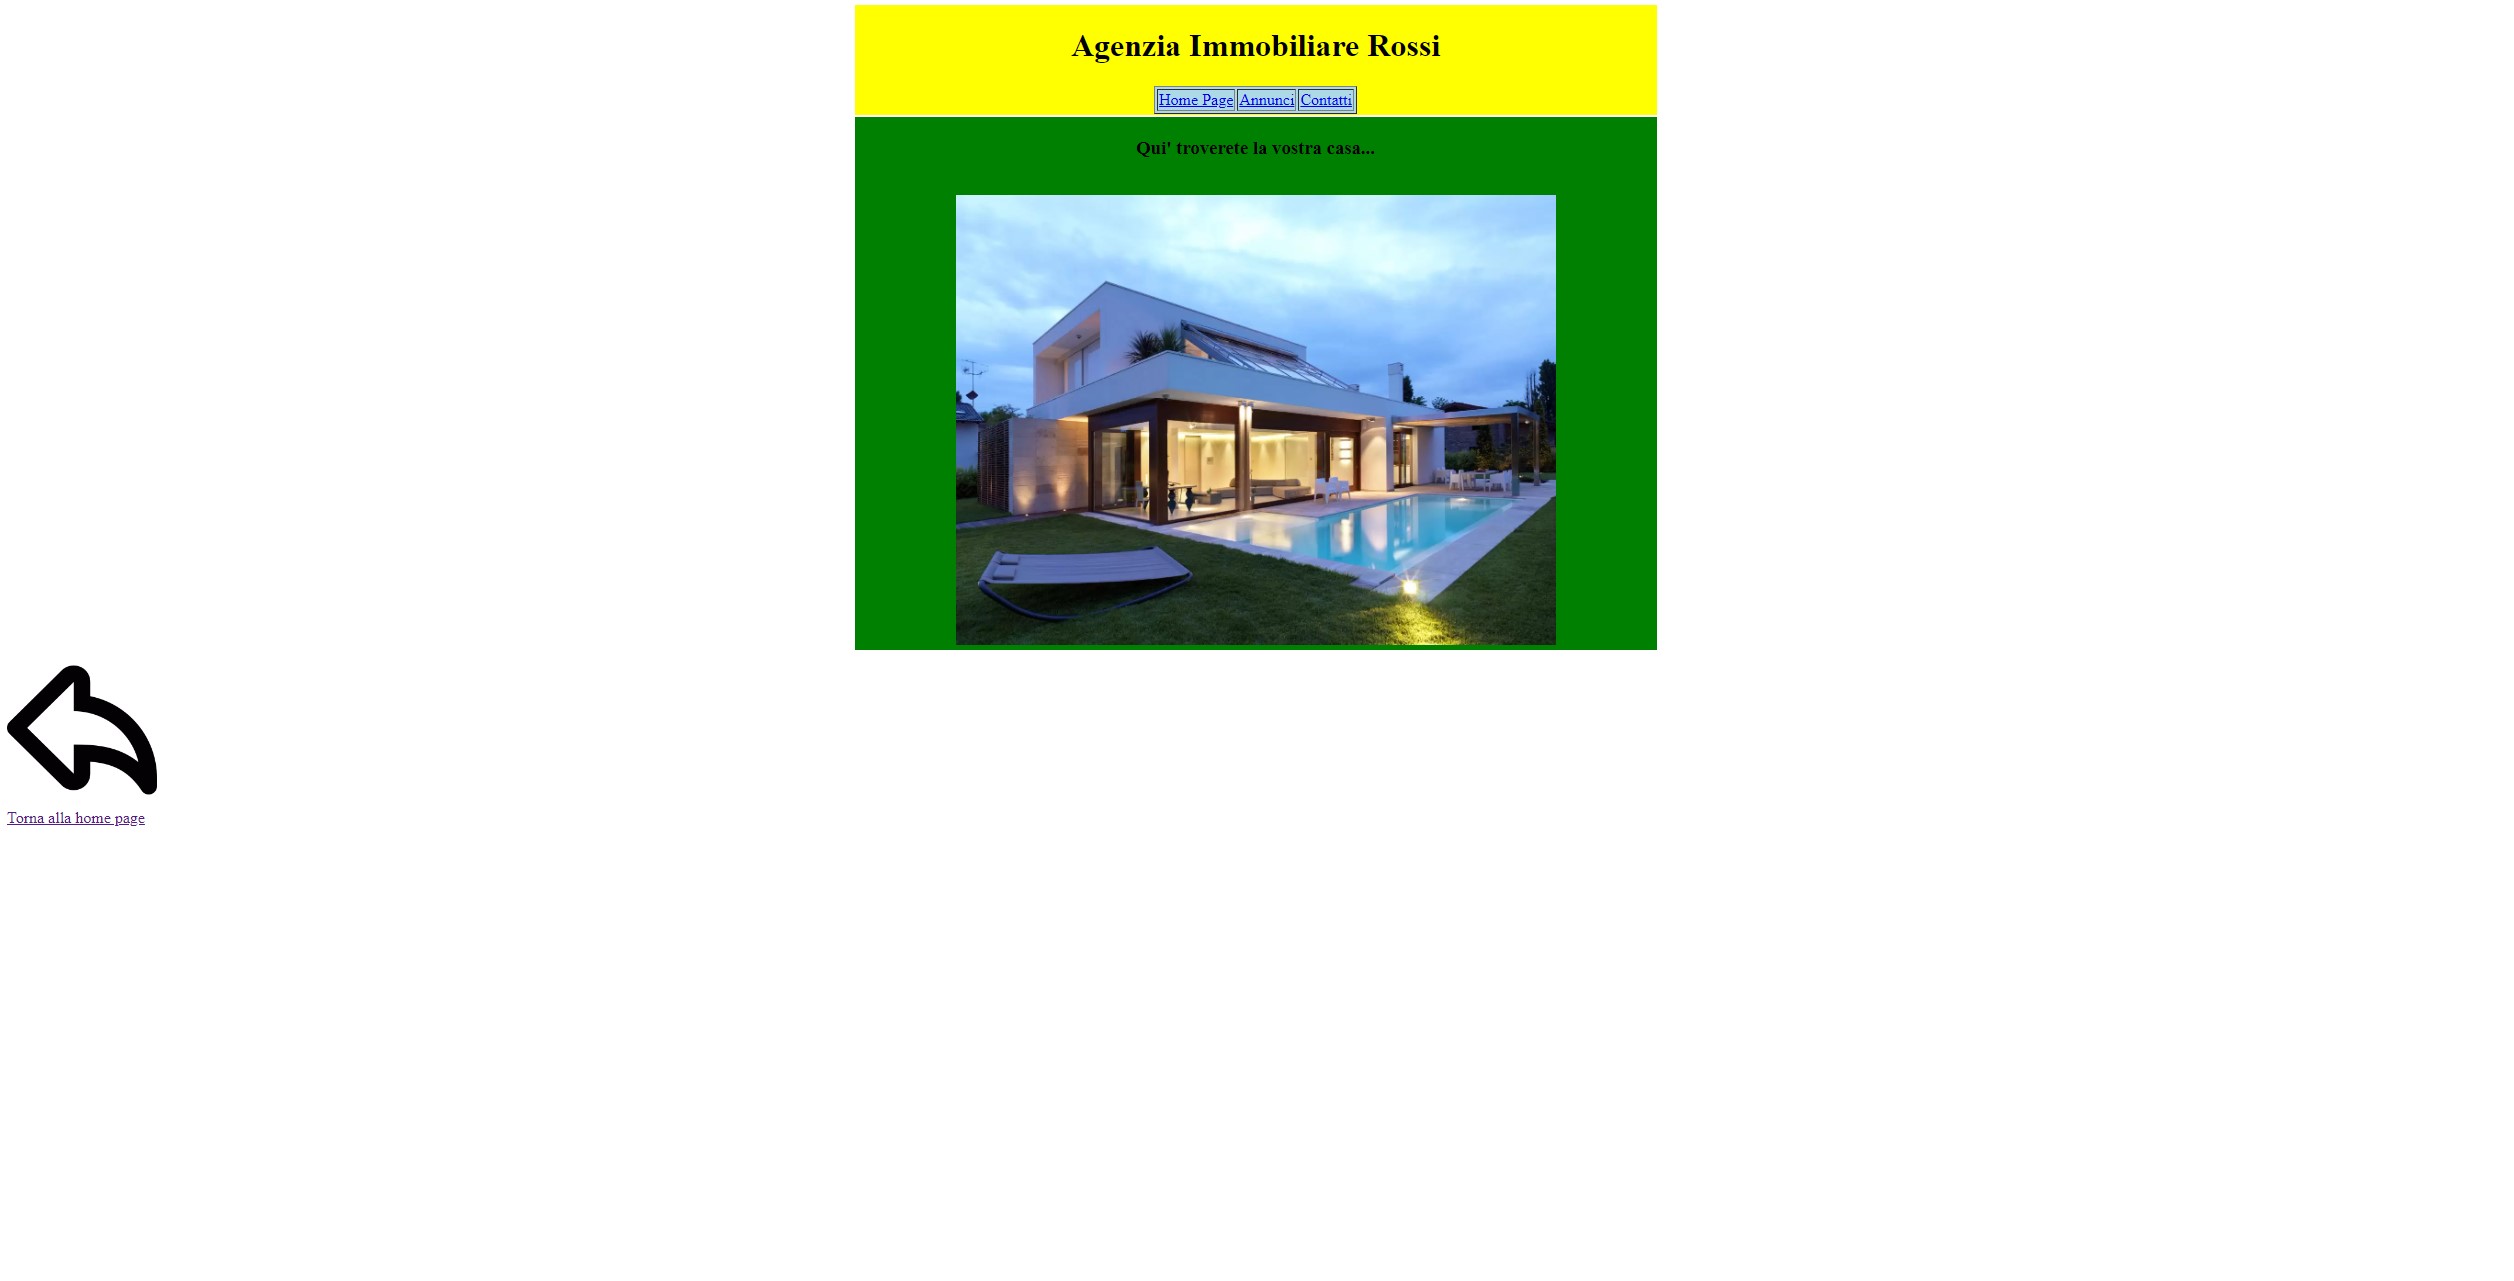 Agenzia Immobiliare Rossi
Home Page Annunci Contatti
Qui' troverete la vostra casa...
Torna alla home page